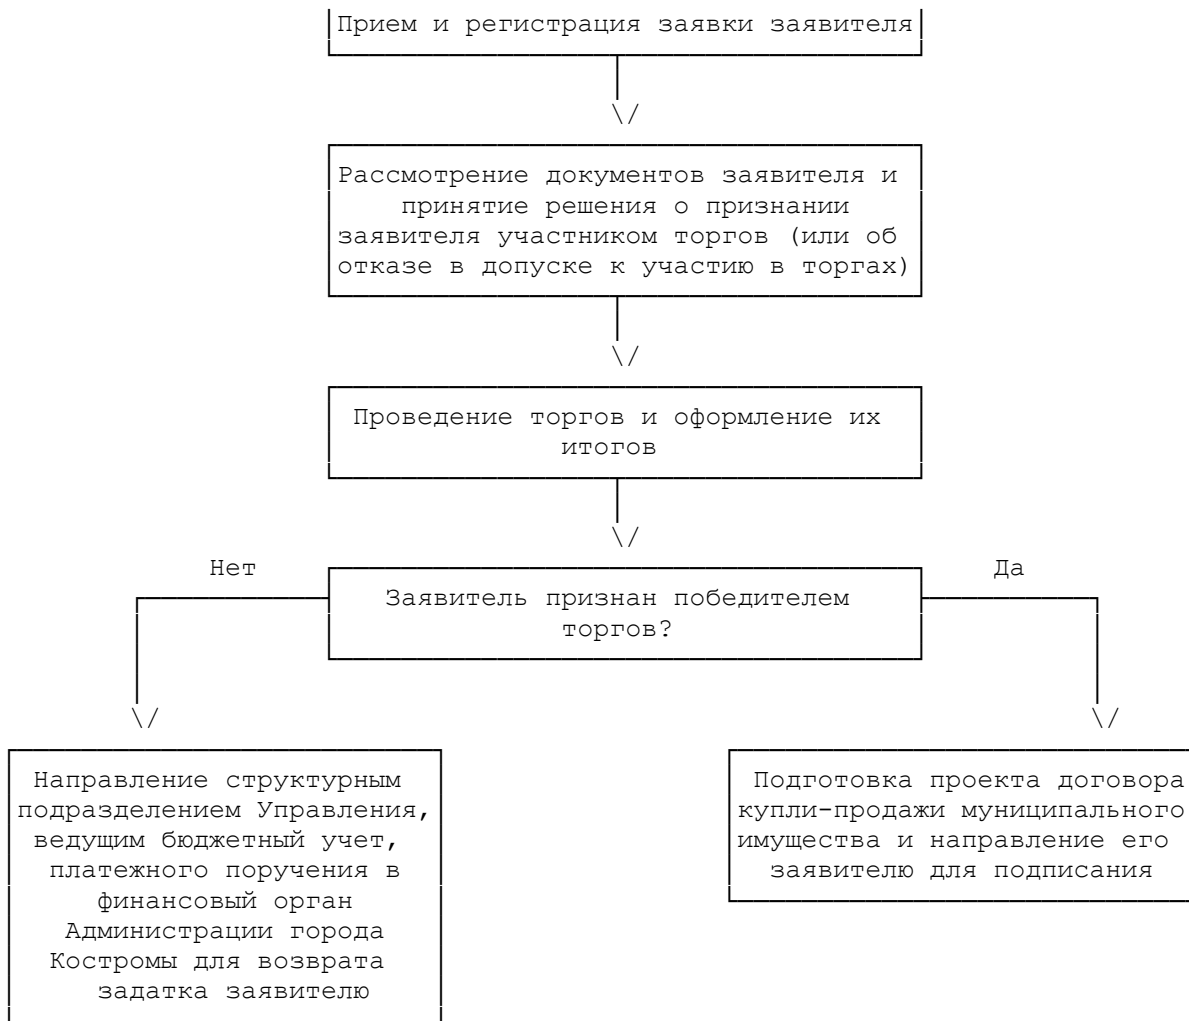 Прием и регистрация заявки заявителя
\/
Рассмотрение документов заявителя и
принятие решения о признании
заявителя участником торгов (или об
отказе в допуске к участию в торгах)
\/
Проведение торгов и оформление их
итогов
\/
Нет
Да
Заявитель признан победителем
торгов?
\/
\/
Направление структурным
подразделением Управления,
ведущим бюджетный учет,
платежного поручения в
финансовый орган
Администрации города
Костромы для возврата
задатка заявителю
Подготовка проекта договора
купли-продажи муниципального
имущества и направление его
заявителю для подписания